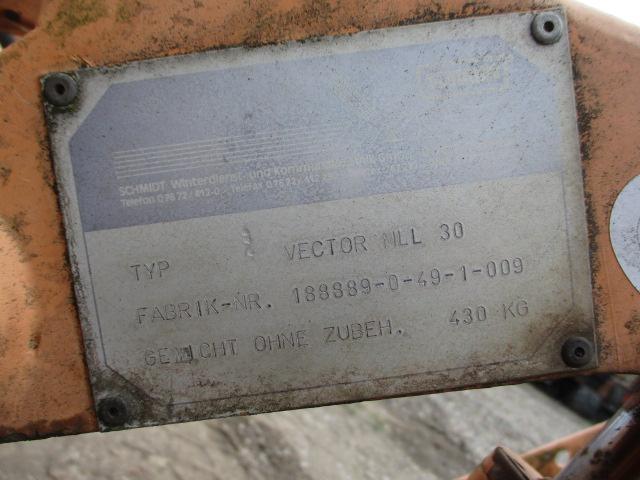 SCHMIDT Winterdienst- und Kommunaltechnik GmbH
Telefon 0 76 72 / 412-0 Telefax 0 76 72 / 412
TYP VECTOR MLL 30
FABRIK-NR. 188889-0-49-1-009
GEWICHT OHNE ZUBEH. 430 KG